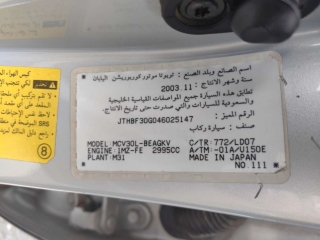 اسم الصانع وبلد الصنع : تويوتا موتور كوربوريشن اليابان
سنة وشهر الانتاج : 2003.11
تطابق هذه السيارة جميع المواصفات القياسية الخليجية
والسعودية للسيارات والتي صدرت حتى تاريخ الانتاج .
JTHBF30G046025147
الرقم المميز :
صنف : سيارة ركاب
MODEL:MCV30L-BEAGKV C/TR:772/LD07
ENGINE:1MZ-FE 2995CC A/TM:-01A/U150E
PLANT:M31 MADE IN JAPAN
NO.111
SRS